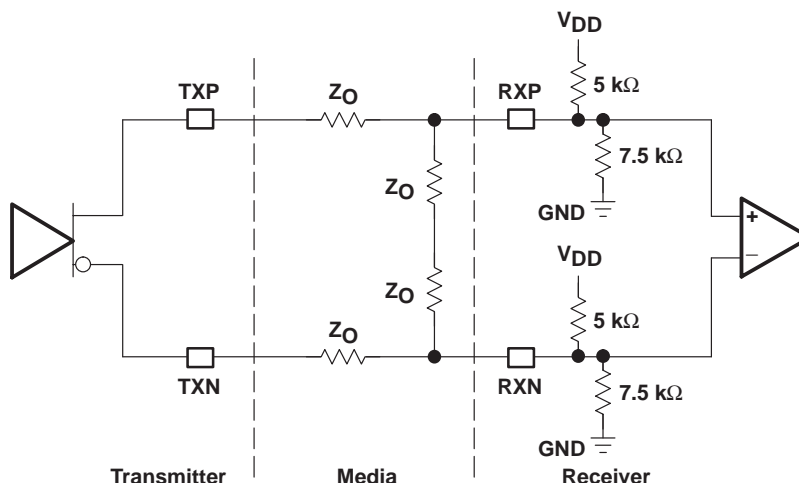 VDD
5 kΩ
TXP
ZO
RXP
7.5 kΩ
ZO
GND
+
−
VDD
ZO
5 kΩ
ZO
TXN
RXN
7.5 kΩ
GND
Transmitter
Media
Receiver